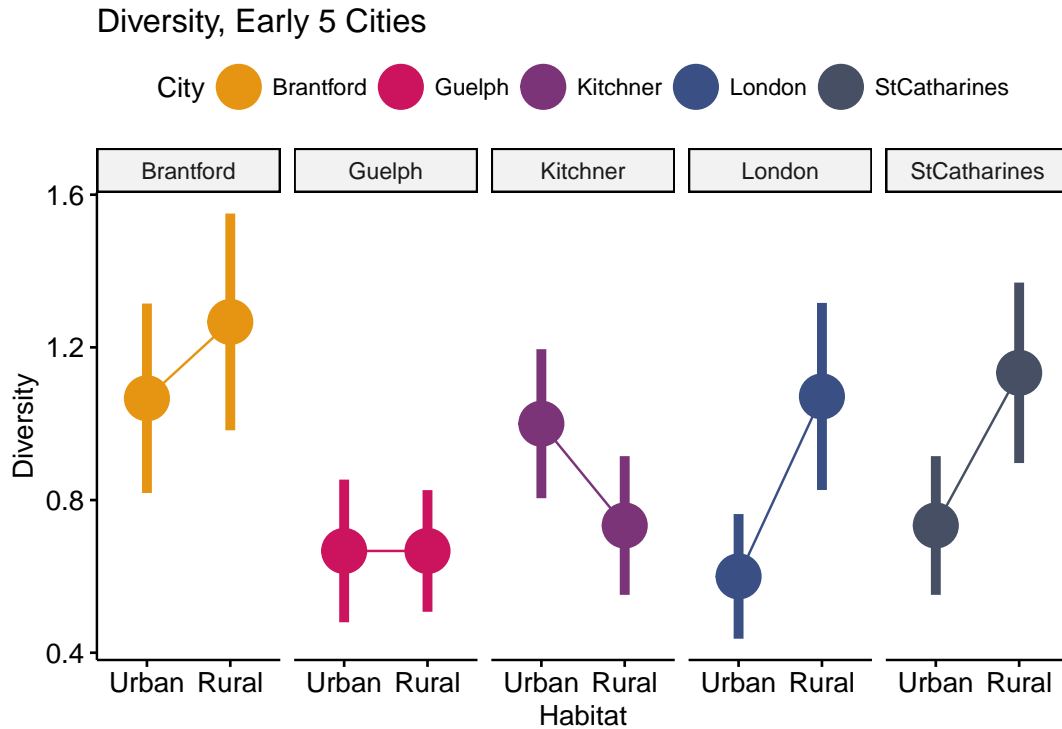 Diversity, Early 5 Cities
City Brantford Guelph Kitchner London StCatharines
Brantford Guelph Kitchner London StCatharines
1.6
1.2
0.8
0.4
Diversity
Urban Rural Urban Rural Urban Rural Urban Rural Urban Rural
Habitat